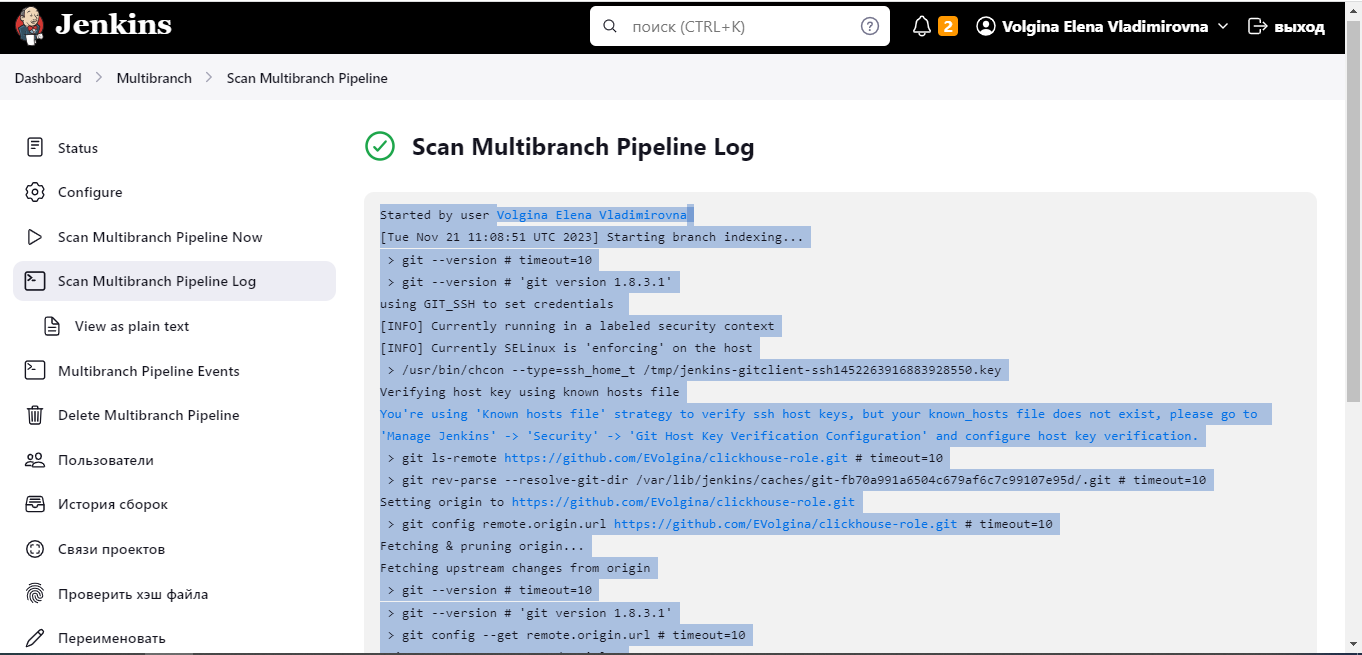 Jenkins
поиск (CTRL+K)
2
Volgina Elena Vladimirovna
выход
Dashboard
Multibranch
Scan Multibranch Pipeline
Status
Configure
Scan Multibranch Pipeline Now
Scan Multibranch Pipeline Log
View as plain text
Multibranch Pipeline Events
Delete Multibranch Pipeline
Пользователи
История сборок
Связи проектов
Проверить хэш файла
Переименовать
Scan Multibranch Pipeline Log
Started by user Volgina Elena Vladimirovna
[Tue Nov 21 11:08:51 UTC 2023] Starting branch indexing...
> git --version # timeout=10
> git --version # 'git version 1.8.3.1'
using GIT_SSH to set credentials
[INFO] Currently running in a labeled security context
[INFO] Currently SELinux is 'enforcing' on the host
> /usr/bin/chcon --type=ssh_home_t /tmp/jenkins-gitclient-ssh1452263916883928550.key
Verifying host key using known hosts file
You're using 'Known hosts file' strategy to verify ssh host keys, but your known_hosts file does not exist, please go to
'Manage Jenkins' -> 'Security' -> 'Git Host Key Verification Configuration' and configure host key verification.
> git ls-remote https://github.com/EVolgina/clickhouse-role.git # timeout=10
> git rev-parse --resolve-git-dir /var/lib/jenkins/caches/git-fb70a991a6504c679af6c7c99107e95d/.git # timeout=10
Setting origin to https://github.com/EVolgina/clickhouse-role.git
> git config remote.origin.url https://github.com/EVolgina/clickhouse-role.git # timeout=10
Fetching & pruning origin...
Fetching upstream changes from origin
> git --version # timeout=10
> git --version # 'git version 1.8.3.1'
> git config --get remote.origin.url # timeout=10